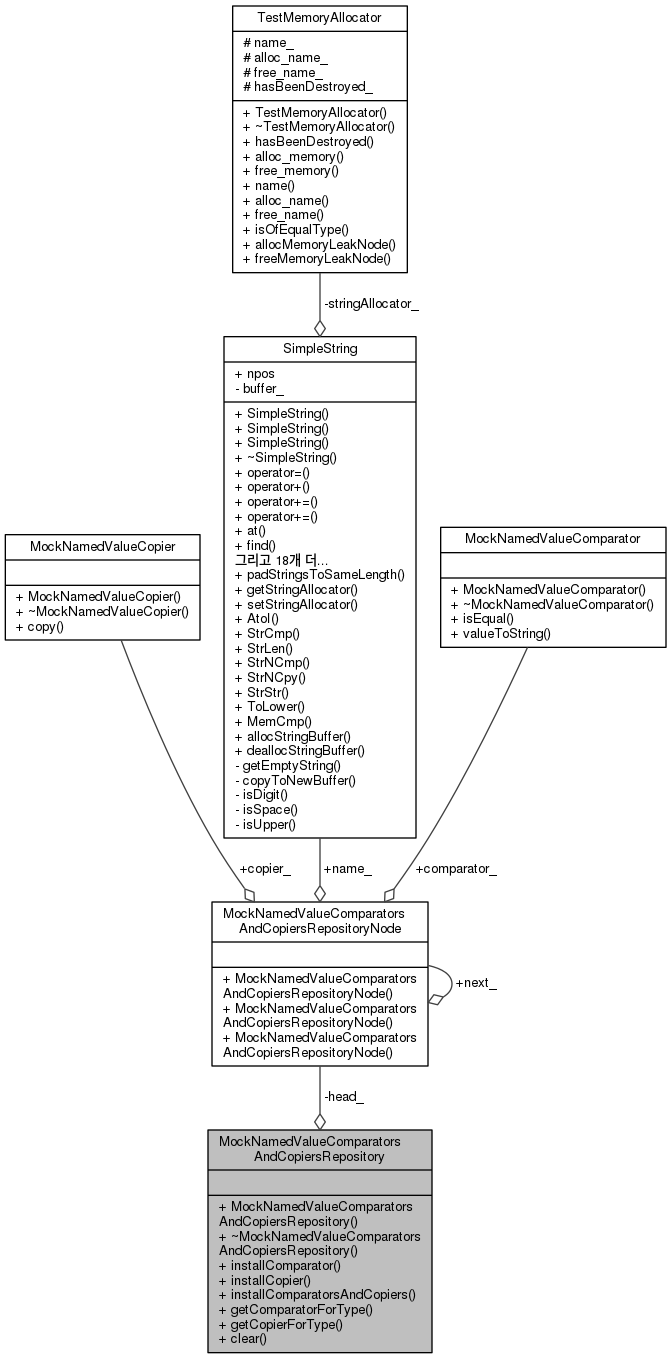 TestMemoryAllocator
# name_
# alloc_name_
# free_name_
# hasBeenDestroyed_
+ TestMemoryAllocator()
+ ~TestMemoryAllocator()
+ hasBeenDestroyed()
+ alloc_memory()
+ free_memory()
+ name()
+ alloc_name()
+ free_name()
+ isOfEqualType()
+ allocMemoryLeakNode()
+ freeMemoryLeakNode()
-stringAllocator_
SimpleString
+ npos
- buffer_
+ SimpleString()
+ SimpleString()
+ SimpleString()
+ ~SimpleString()
+ operator=()
+ operator+()
+ operator+=()
+ operator+=()
+ at()
+ find()
그리고 18개 더...
+ padStringsToSameLength()
+ getStringAllocator()
+ setStringAllocator()
+ AtoI()
+ StrCmp()
+ StrLen()
+ StrNCmp()
+ StrNCpy()
+ StrStr()
+ ToLower()
+ MemCmp()
+ allocStringBuffer()
+ deallocStringBuffer()
- getEmptyString()
- copyToNewBuffer()
- isDigit()
- isSpace()
- isUpper()
MockNamedValueCopier
+ MockNamedValueCopier()
+ ~MockNamedValueCopier()
+ copy()
MockNamedValueComparator
+ MockNamedValueComparator()
+ ~MockNamedValueComparator()
+ isEqual()
+ valueToString()
+copier_
+name_
+comparator_
MockNamedValueComparators
AndCopiersRepositoryNode
+ MockNamedValueComparators
AndCopiersRepositoryNode()
+ MockNamedValueComparators
AndCopiersRepositoryNode()
+ MockNamedValueComparators
AndCopiersRepositoryNode()
+next_
-head_
MockNamedValueComparators
AndCopiersRepository
+ MockNamedValueComparators
AndCopiersRepository()
+ ~MockNamedValueComparators
AndCopiersRepository()
+ installComparator()
+ installCopier()
+ installComparatorsAndCopiers()
+ getComparatorForType()
+ getCopierForType()
+ clear()